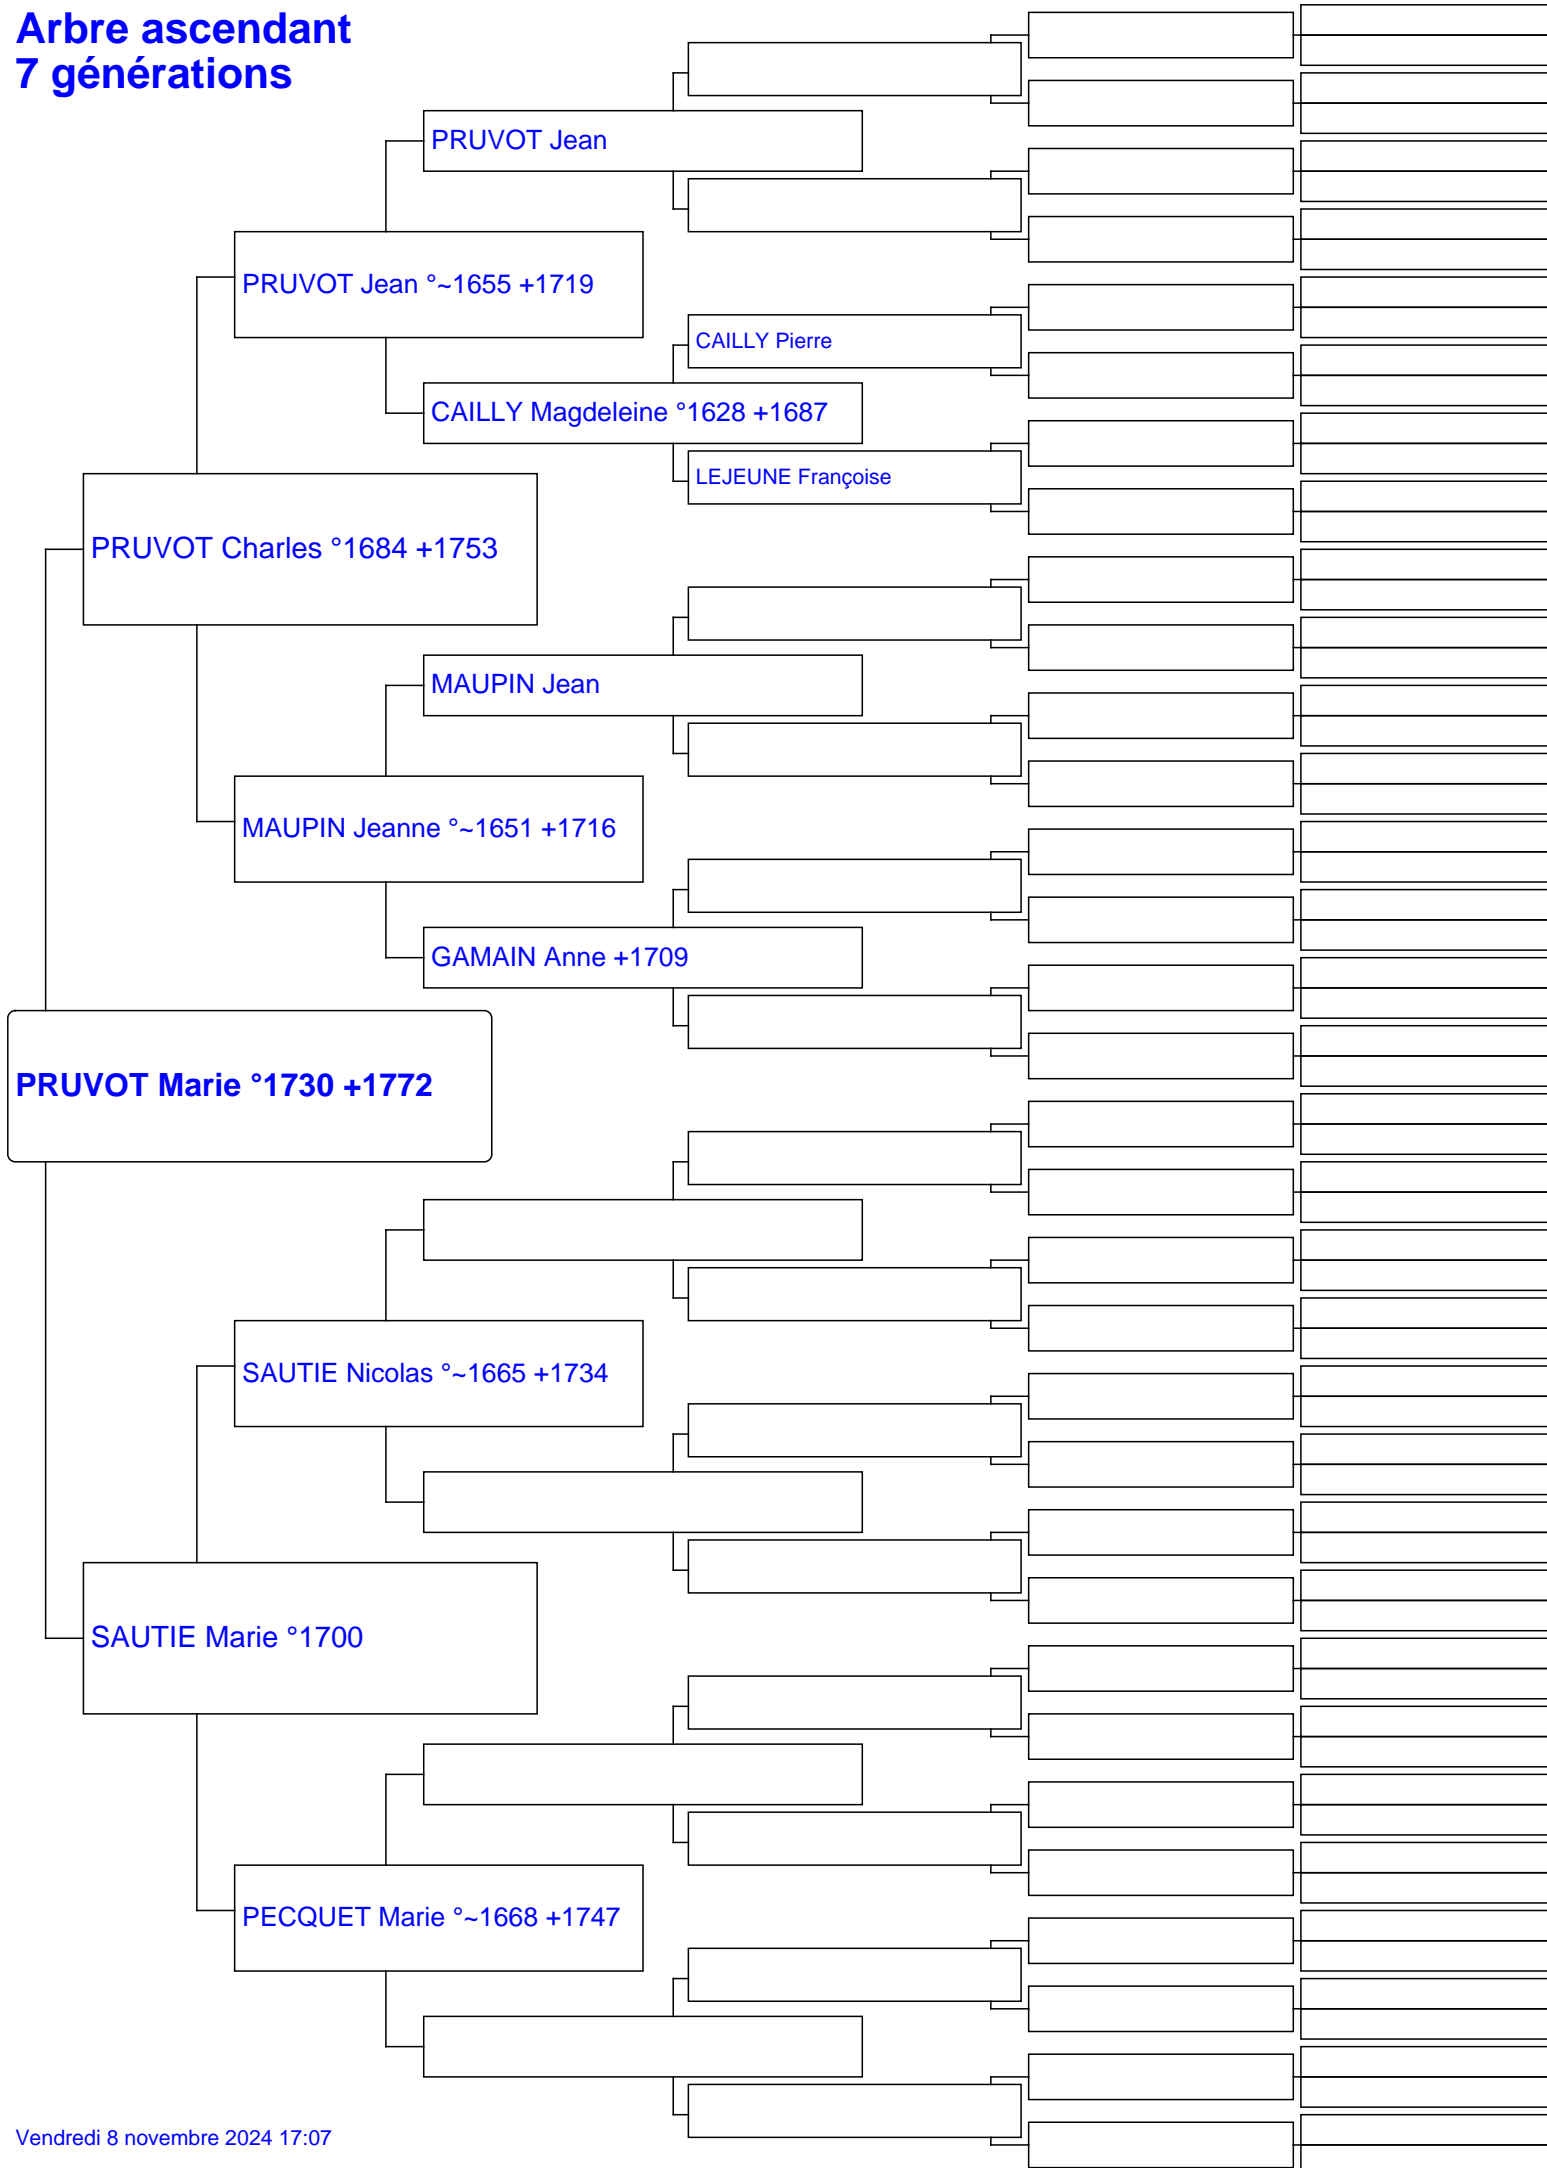 Arbre ascendant
7 générations
PRUVOT Jean
PRUVOT Jean °~1655 +1719
CAILLY Pierre
CAILLY Magdeleine °1628 +1687
LEJEUNE Françoise
PRUVOT Charles °1684 +1753
MAUPIN Jean
MAUPIN Jeanne °~1651 +1716
GAMAIN Anne +1709
PRUVOT Marie °1730 +1772
SAUTIE Nicolas °~1665 +1734
SAUTIE Marie °1700
PECQUET Marie °~1668 +1747
Vendredi 8 novembre 2024 17:07